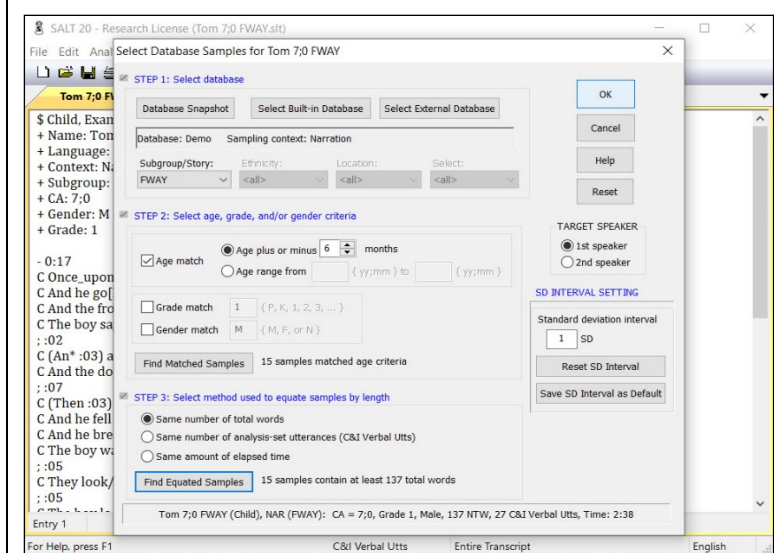 SALT 20 - Research License (Tom 7;0 FWAY.slt)
File Edit Anal
Select Database Samples for Tom 7;0 FWAY
Tom 7;0 F
$ Child, Exam
+ Name: Tom
+ Language:
+ Context: Na
+ Subgroup:
+ CA: 7;0
+ Gender: M
+ Grade: 1
- 0:17
C Once_upon
C And he go[
C And the fro
C The boy sa
; :02
C (An* :03) a
C And the do
; :07
C (Then :03)
C And he fell
C And he bre
C The boy wa
; :05
C They look/
; :05
STEP 1: Select database
Database Snapshot Select Built-in Database Select External Database
Database: Demo Sampling context: Narration
Subgroup/Story: Ethnicity: Location: Select:
FWAY <all> <all> <all>
STEP 2: Select age, grade, and/or gender criteria
Age match
Age plus or minus 6 months
Age range from { yy;mm } to { yy;mm }
Grade match 1 { P, K, 1, 2, 3, ... }
Gender match M { M, F, or N }
Find Matched Samples 15 samples matched age criteria
STEP 3: Select method used to equate samples by length
Same number of total words
Same number of analysis-set utterances (C&I Verbal Utts)
Same amount of elapsed time
Find Equated Samples 15 samples contain at least 137 total words
Tom 7;0 FWAY (Child), NAR (FWAY): CA = 7;0, Grade 1, Male, 137 NTW, 27 C&I Verbal Utts, Time: 2:38
OK
Cancel
Help
Reset
TARGET SPEAKER
1st speaker
2nd speaker
SD INTERVAL SETTING
Standard deviation interval
1 SD
Reset SD Interval
Save SD Interval as Default
Entry 1
For Help, press F1 C&I Verbal Utts Entire Transcript English